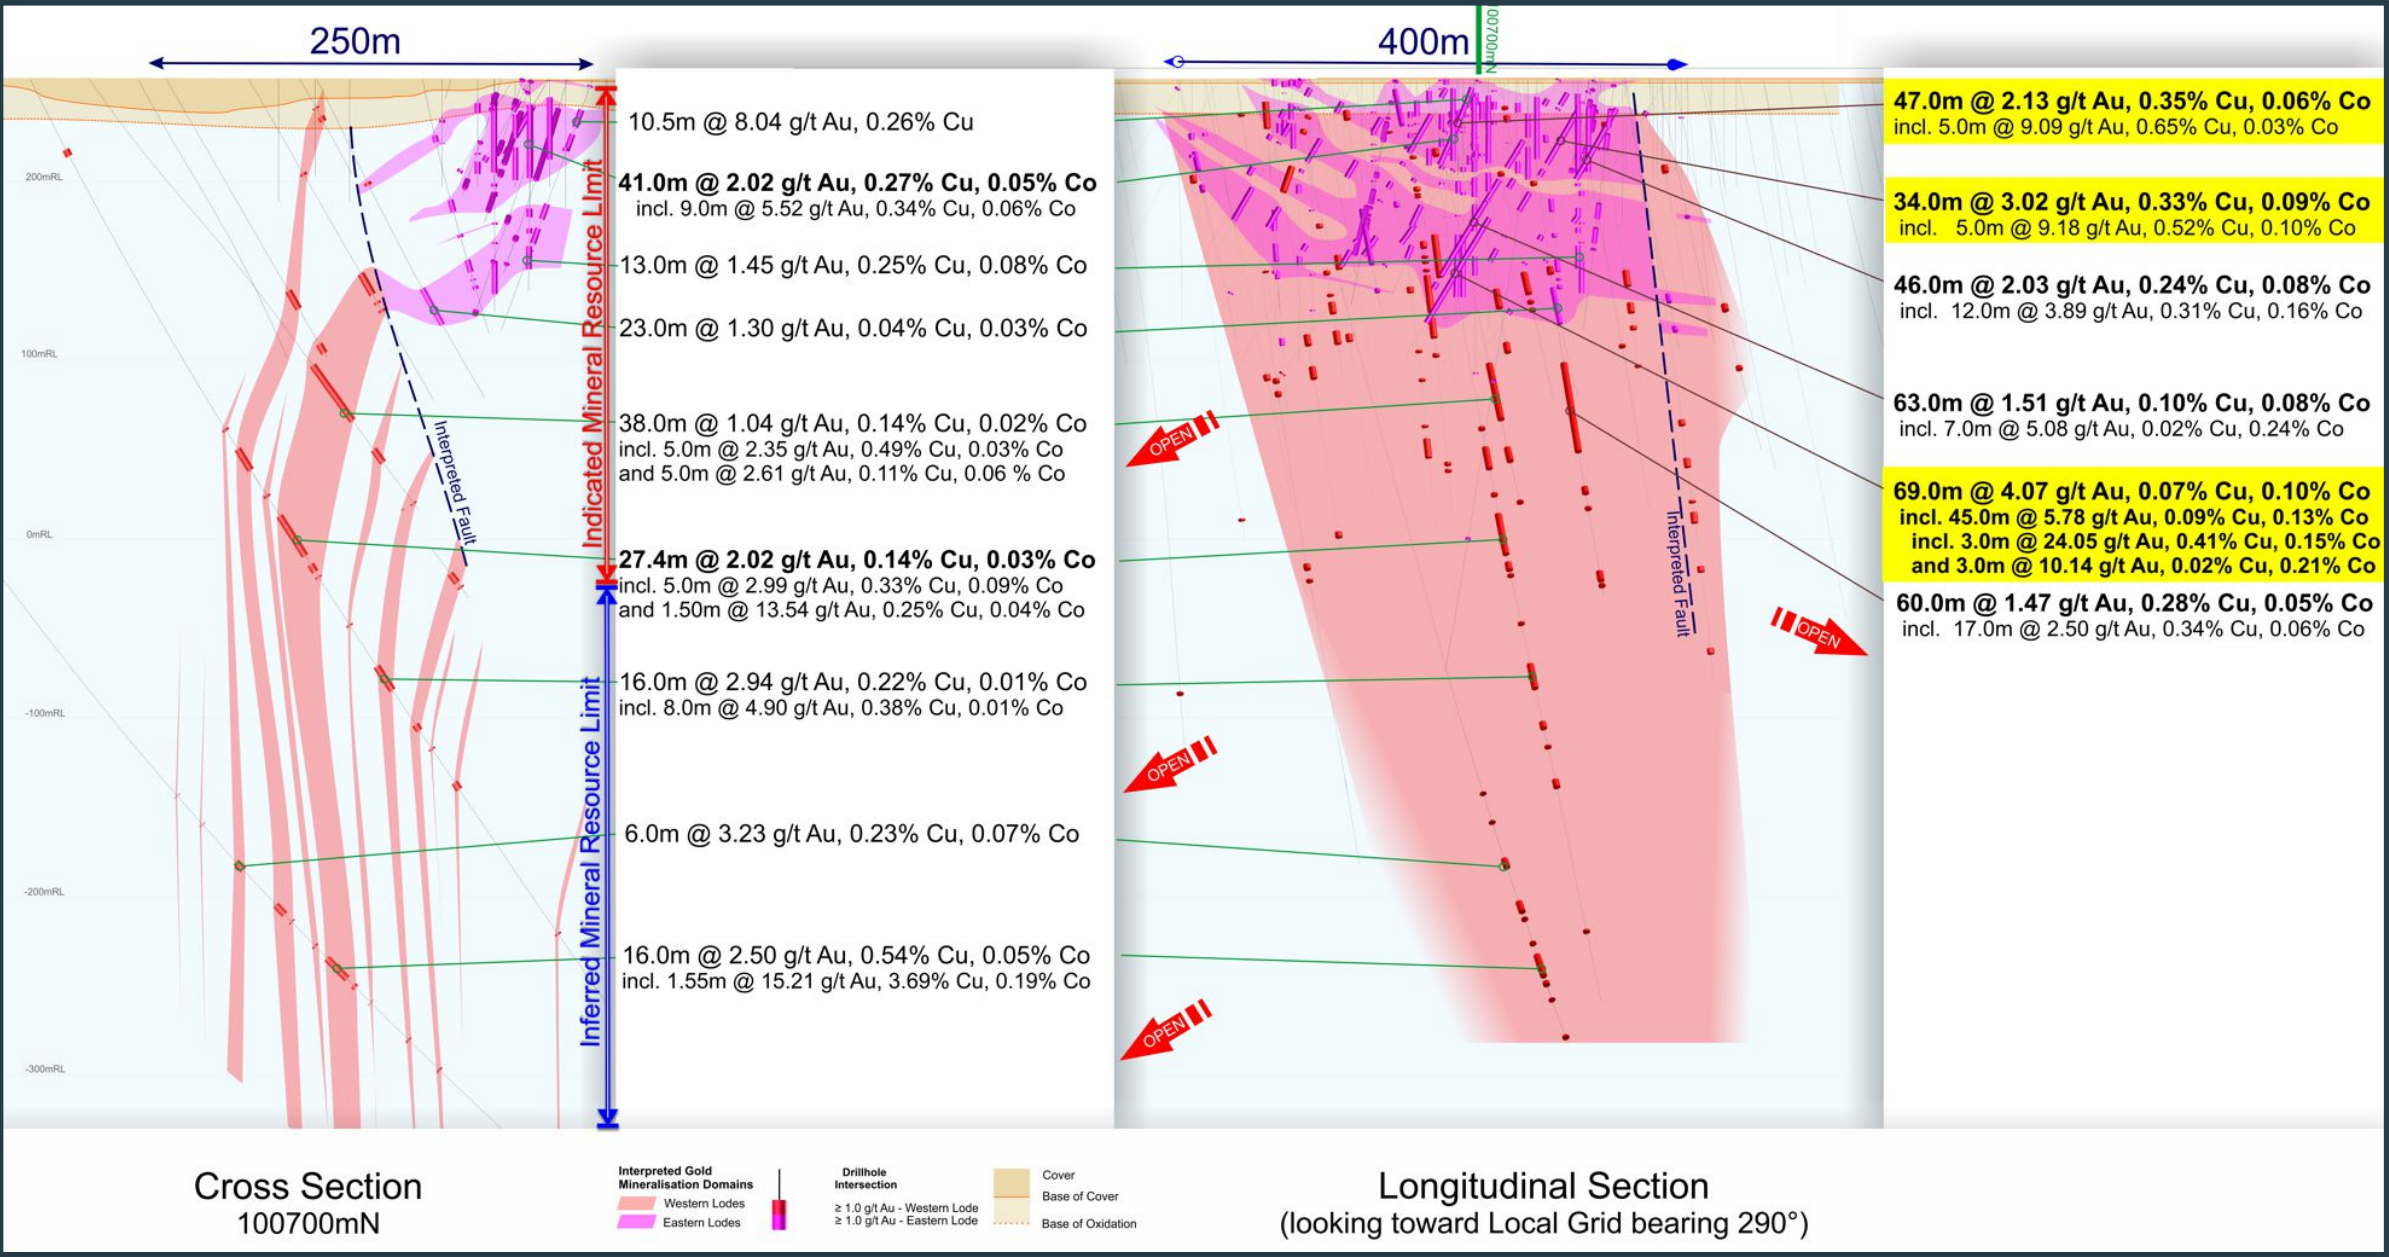 250m
400m
00700mN
200mRL
100mRL
0mRL
-100mRL
-200mRL
-300mRL
Interpreted Fault
Indicated Mineral Resource Limit
Inferred Mineral Resource Limit
10.5m @ 8.04 g/t Au, 0.26% Cu
41.0m @ 2.02 g/t Au, 0.27% Cu, 0.05% Co
incl. 9.0m @ 5.52 g/t Au, 0.34% Cu, 0.06% Co
13.0m @ 1.45 g/t Au, 0.25% Cu, 0.08% Co
23.0m @ 1.30 g/t Au, 0.04% Cu, 0.03% Co
38.0m @ 1.04 g/t Au, 0.14% Cu, 0.02% Co
incl. 5.0m @ 2.35 g/t Au, 0.49% Cu, 0.03% Co
and 5.0m @ 2.61 g/t Au, 0.11% Cu, 0.06 % Co
27.4m @ 2.02 g/t Au, 0.14% Cu, 0.03% Co
incl. 5.0m @ 2.99 g/t Au, 0.33% Cu, 0.09% Co
and 1.50m @ 13.54 g/t Au, 0.25% Cu, 0.04% Co
16.0m @ 2.94 g/t Au, 0.22% Cu, 0.01% Co
incl. 8.0m @ 4.90 g/t Au, 0.38% Cu, 0.01% Co
6.0m @ 3.23 g/t Au, 0.23% Cu, 0.07% Co
16.0m @ 2.50 g/t Au, 0.54% Cu, 0.05% Co
incl. 1.55m @ 15.21 g/t Au, 3.69% Cu, 0.19% Co
OPEN
OPEN
OPEN
Interpreted Fault
OPEN
47.0m @ 2.13 g/t Au, 0.35% Cu, 0.06% Co
incl. 5.0m @ 9.09 g/t Au, 0.65% Cu, 0.03% Co
34.0m @ 3.02 g/t Au, 0.33% Cu, 0.09% Co
incl. 5.0m @ 9.18 g/t Au, 0.52% Cu, 0.10% Co
46.0m @ 2.03 g/t Au, 0.24% Cu, 0.08% Co
incl. 12.0m @ 3.89 g/t Au, 0.31% Cu, 0.16% Co
63.0m @ 1.51 g/t Au, 0.10% Cu, 0.08% Co
incl. 7.0m @ 5.08 g/t Au, 0.02% Cu, 0.24% Co
69.0m @ 4.07 g/t Au, 0.07% Cu, 0.10% Co
incl. 45.0m @ 5.78 g/t Au, 0.09% Cu, 0.13% Co
incl. 3.0m @ 24.05 g/t Au, 0.41% Cu, 0.15% Co
and 3.0m @ 10.14 g/t Au, 0.02% Cu, 0.21% Co
60.0m @ 1.47 g/t Au, 0.28% Cu, 0.05% Co
incl. 17.0m @ 2.50 g/t Au, 0.34% Cu, 0.06% Co
Cross Section
100700mN
Interpreted Gold
Mineralisation Domains
Western Lodes
Eastern Lodes
Drillhole
Intersection
≥ 1.0 g/t Au - Western Lode
≥ 1.0 g/t Au - Eastern Lode
Cover
Base of Cover
Base of Oxidation
Longitudinal Section
(looking toward Local Grid bearing 290°)